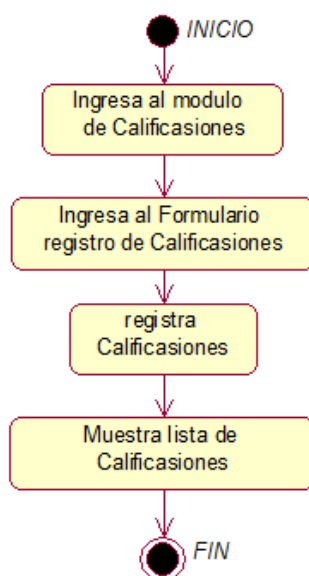 INICIO
Ingresa al modulo
de Calificasiones
Ingresa al Formulario
registro de Calificasiones
registra
Calificasiones
Muestra lista de
Calificasiones
FIN